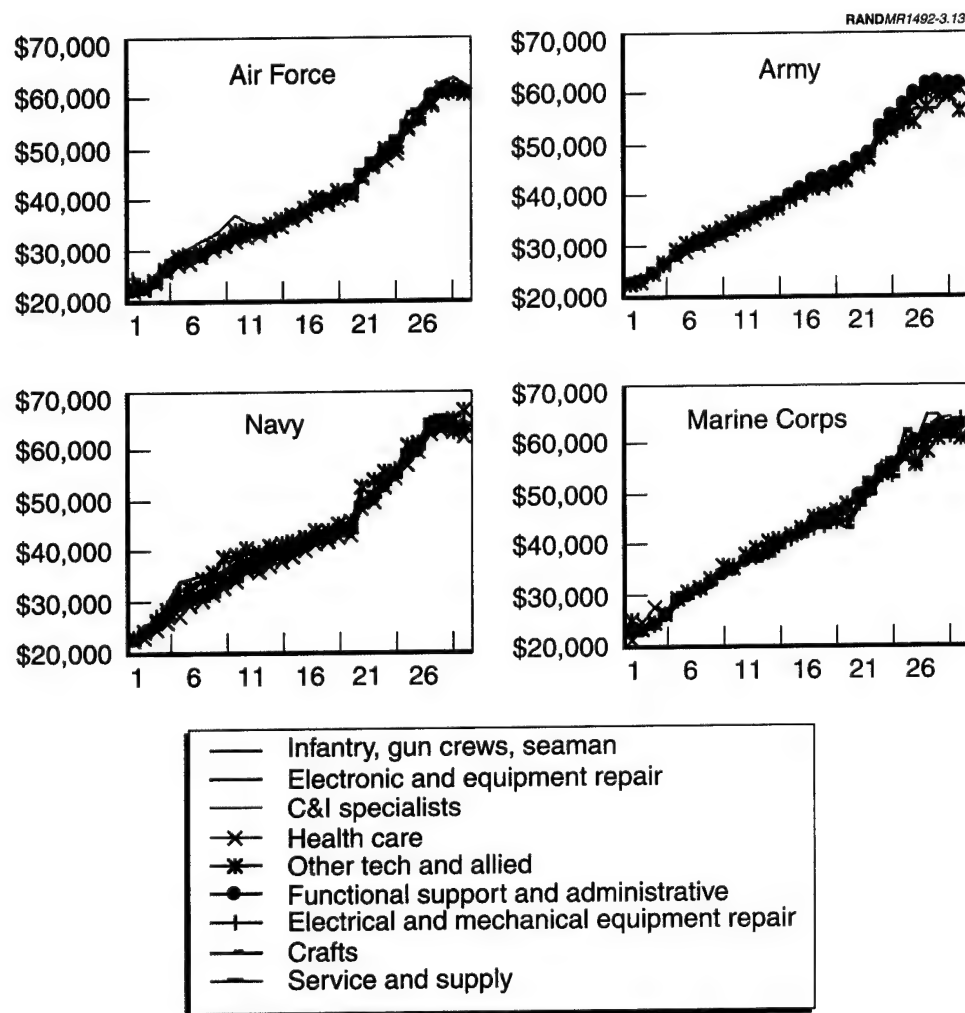 RANDMR1492-3.13
Air Force
$70,000
$60,000
$50,000
$40,000
$30,000
$20,000
1 6 11 16 21 26
Army
$70,000
$60,000
$50,000
$40,000
$30,000
$20,000
1 6 11 16 21 26
Navy
$70,000
$60,000
$50,000
$40,000
$30,000
$20,000
1 6 11 16 21 26
Marine Corps
$70,000
$60,000
$50,000
$40,000
$30,000
$20,000
1 6 11 16 21 26
Infantry, gun crews, seaman
Electronic and equipment repair
C&I specialists
Health care
Other tech and allied
Functional support and administrative
Electrical and mechanical equipment repair
Crafts
Service and supply